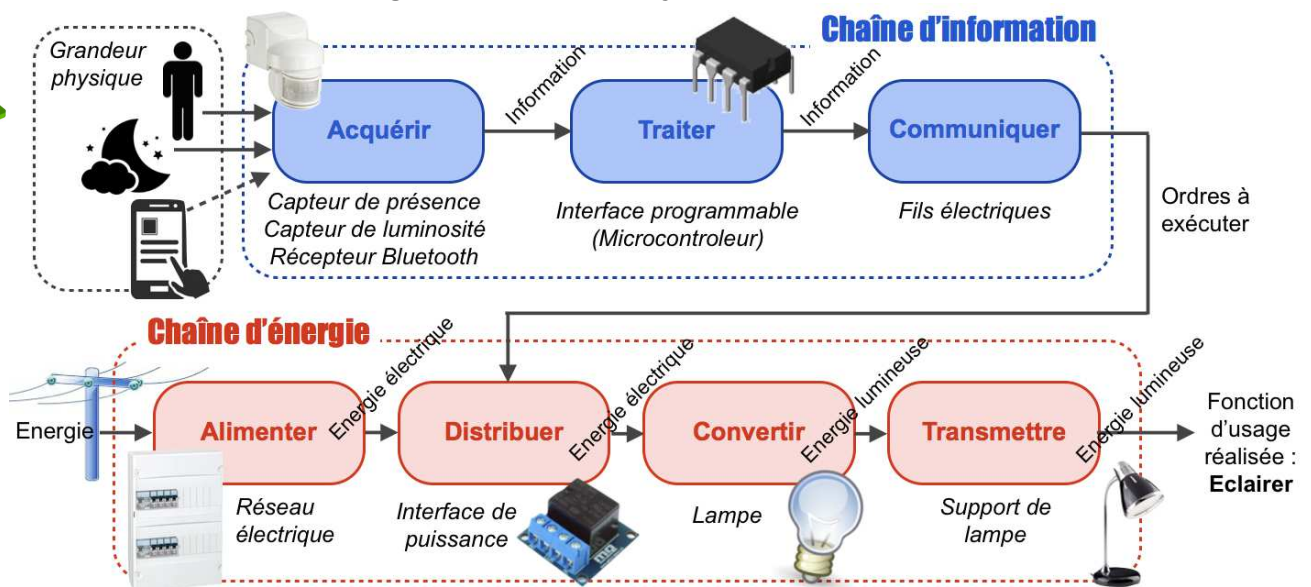 Chaîne d'information
Grandeur
physique
Acquérir
Information
Traiter
Information
Communiquer
Capteur de présence
Capteur de luminosité
Récepteur Bluetooth
Interface programmable
(Microcontroleur)
Fils électriques
Ordres à
exécuter
Chaîne d'énergie
Energie
Alimenter
Energie électrique
Distribuer
Energie électrique
Convertir
Energie lumineuse
Transmettre
Energie lumineuse
Fonction
d'usage
réalisée :
Eclairer
Réseau
électrique
Interface de
puissance
Lampe
Support de
lampe